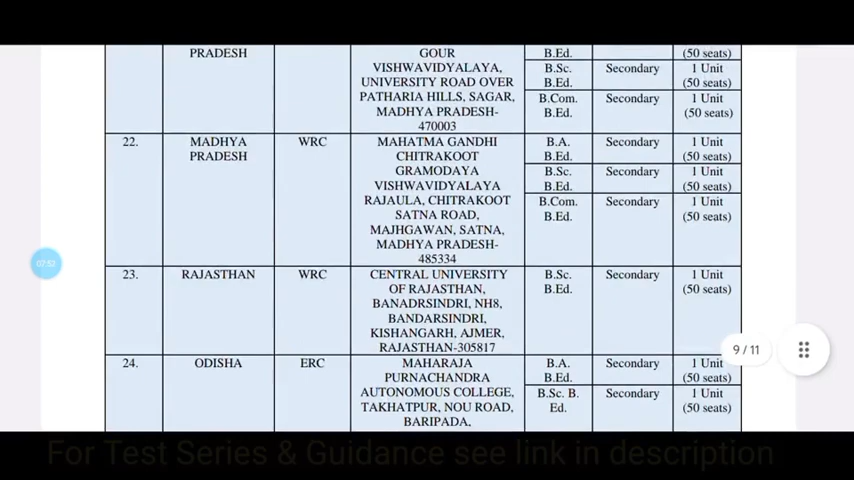 PRADESH GOUR B.Ed. (50 seats)
VISHWAVIDYALAYA, B.Sc. Secondary 1 Unit
UNIVERSITY ROAD OVER B.Ed. (50 seats)
PATHARIA HILLS, SAGAR, B.Com. Secondary 1 Unit
MADHYA PRADESH- B.Ed. (50 seats)
470003
22. MADHYA WRC MAHATMA GANDHI B.A. Secondary 1 Unit
PRADESH CHITRAKOOT B.Ed. (50 seats)
GRAMODAYA B.Sc. Secondary 1 Unit
VISHWAVIDYALAYA B.Ed. (50 seats)
RAJAULA, CHITRAKOOT B.Com. Secondary 1 Unit
SATNA ROAD, B.Ed. (50 seats)
MAJHGAWAN, SATNA,
MADHYA PRADESH-
485334
07:57
23. RAJASTHAN WRC CENTRAL UNIVERSITY B.Sc. Secondary 1 Unit
OF RAJASTHAN, B.Ed. (50 seats)
BANADRSINDRI, NH8,
BANDARSINDRI,
KISHANGARH, AJMER,
RAJASTHAN-305817
9 / 11
24. ODISHA ERC MAHARAJA B.A. Secondary 1 Unit
PURNACHANDRA B.Ed. (50 seats)
AUTONOMOUS COLLEGE, B.Sc. B. Secondary 1 Unit
TAKHATPUR, NOU ROAD, Ed. (50 seats)
BARIPADA,
For Test Series & Guidance see link in description